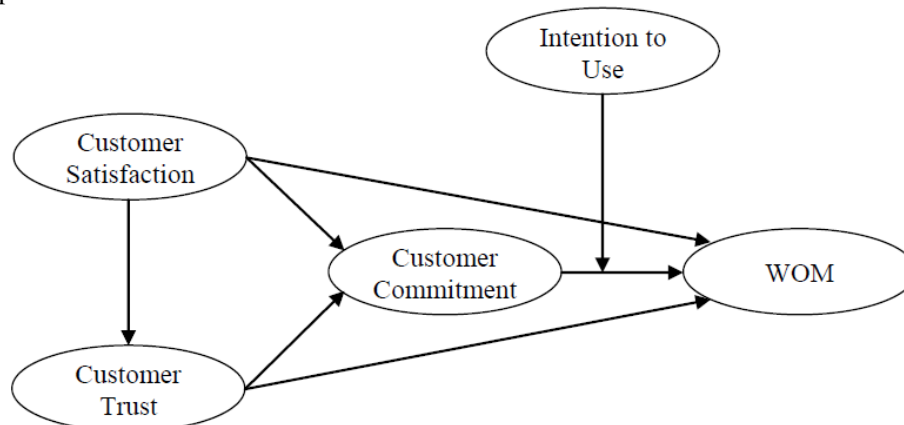 Intention to
Use
Customer
Satisfaction
Customer
Commitment
WOM
Customer
Trust